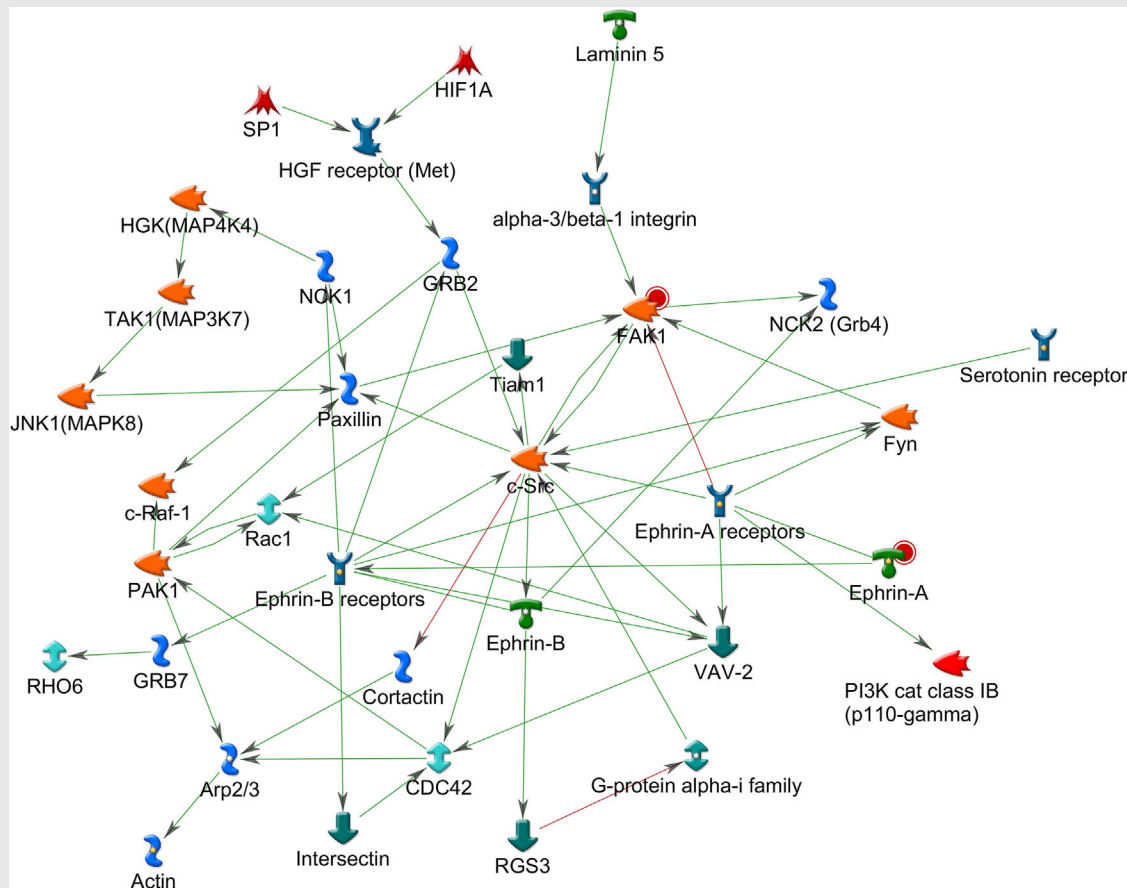 Laminin 5
HIF1A
SP1
HGF receptor (Met)
alpha-3/beta-1 integrin
HGK(MAP4K4)
NCK1
GRB2
TAK1(MAP3K7)
FAK1
NCK2 (Grb4)
Tiam1
Serotonin receptor
JNK1(MAPK8)
Paxillin
Fyn
c-Src
c-Raf-1
Rac1
Ephrin-A receptors
PAK1
Ephrin-B receptors
Ephrin-A
Ephrin-B
RHO6
GRB7
Cortactin
VAV-2
PI3K cat class IB
(p110-gamma)
Arp2/3
CDC42
G-protein alpha-i family
Intersectin
RGS3
Actin